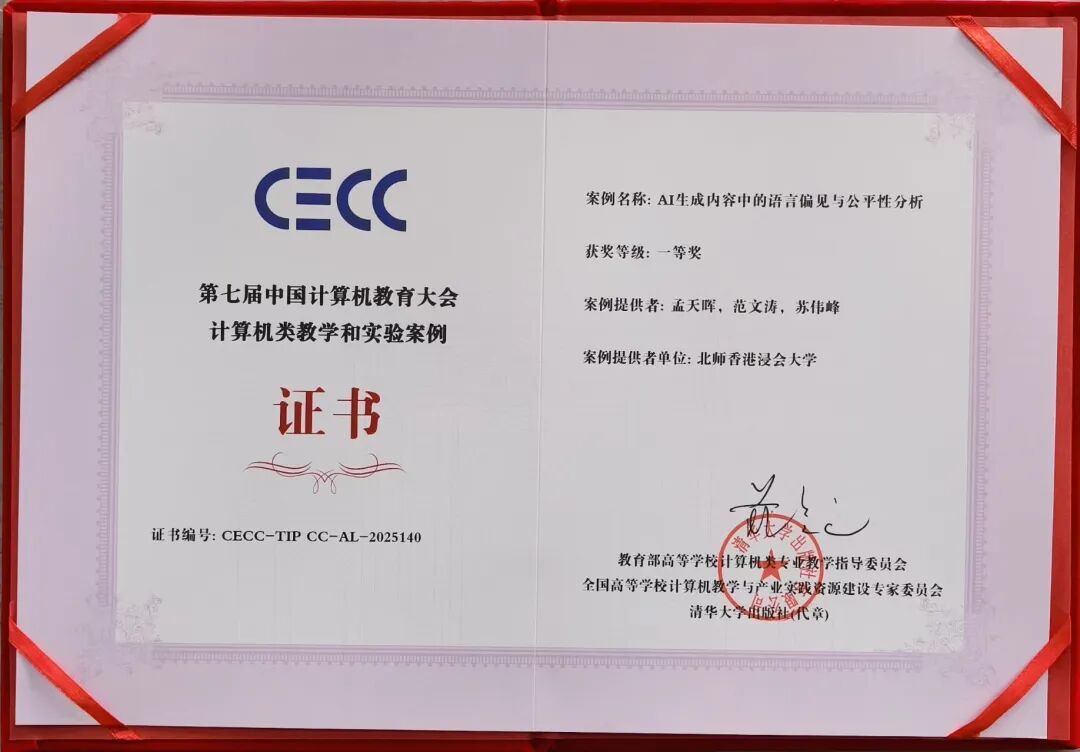 CECC
第七届中国计算机教育大会
计算机类教学和实验案例
证书
证书编号: CECC-TIP CC-AL-2025140
案例名称: AI生成内容中的语言偏见与公平性分析
获奖等级: 一等奖
案例提供者: 孟天晖, 范文涛, 苏伟峰
案例提供者单位: 北师香港浸会大学
教育部高等学校计算机类专业教学指导委员会
全国高等学校计算机教学与产业实践资源建设专家委员会
清华大学出版社(代章)